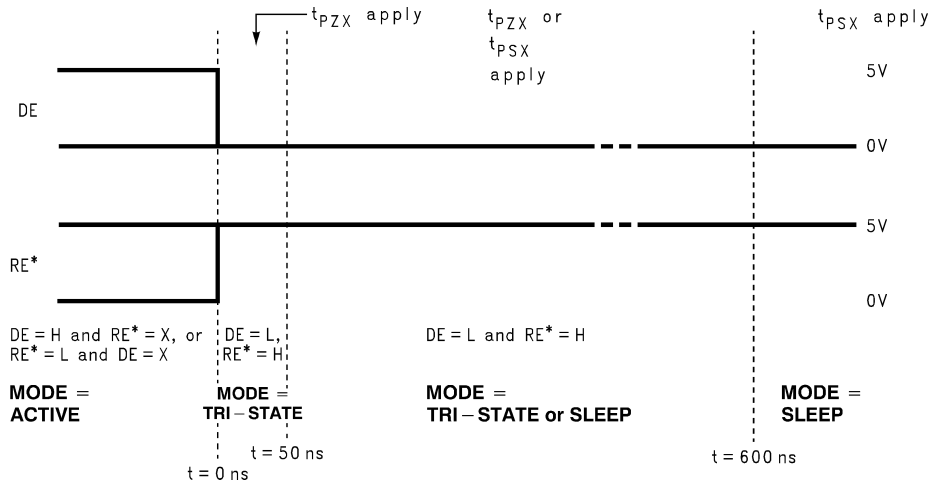 tPZX apply
tPZX or
tPSX
apply
tPSX apply
DE
5V
0V
RE*
5V
0V
DE = H and RE* = X, or
RE* = L and DE = X
DE = L,
RE* = H
DE = L and RE* = H
MODE =
ACTIVE
MODE =
TRI – STATE
MODE =
TRI – STATE or SLEEP
MODE =
SLEEP
t = 0 ns
t = 50 ns
t = 600 ns